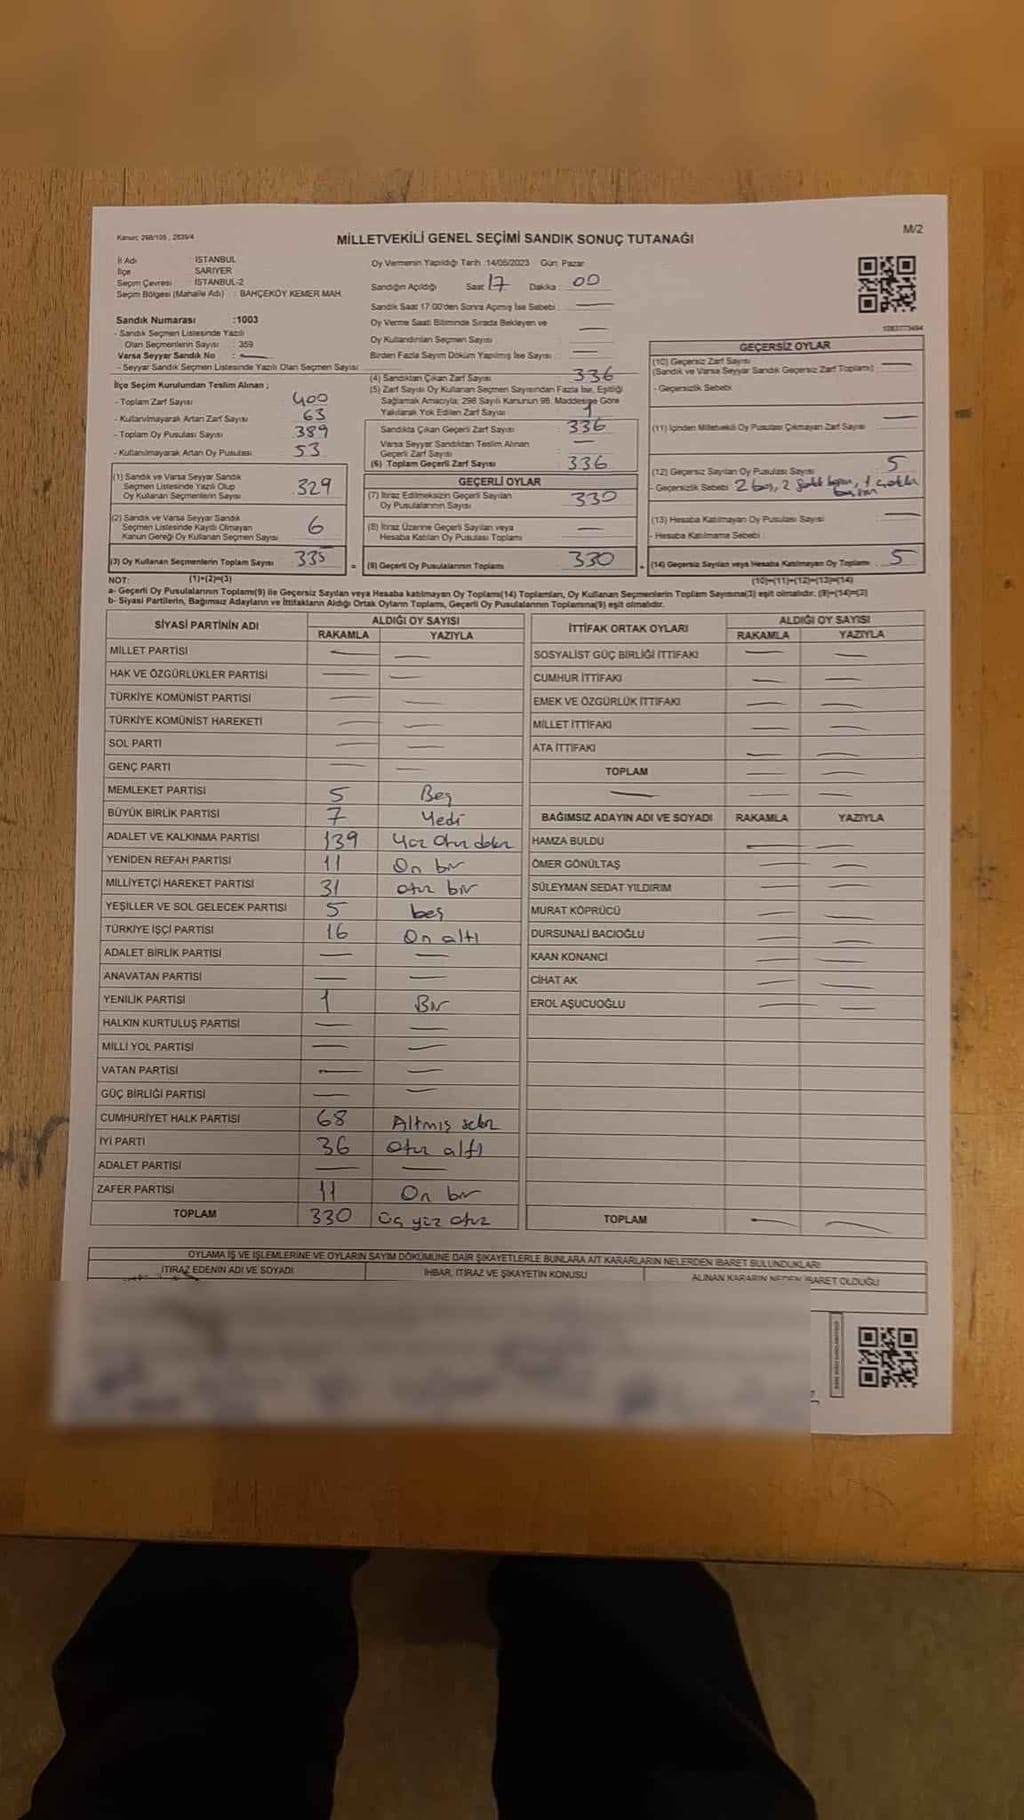 Kanun: 298/105 , 2839/4
M/2
MİLLETVEKİLİ GENEL SEÇİMİ SANDIK SONUÇ TUTANAĞI
İl Adı : İSTANBUL
İlçe : SARIYER
Seçim Çevresi : İSTANBUL-2
Seçim Bölgesi (Mahalle Adı) : BAHÇEKÖY KEMER MAH.
Sandık Numarası :1003
- Sandık Seçmen Listesinde Yazılı
Olan Seçmenlerin Sayısı : 359
Varsa Seyyar Sandık No : —
- Seyyar Sandık Seçmen Listesinde Yazılı Olan Seçmen Sayısı
İlçe Seçim Kurulundan Teslim Alınan ;
- Toplam Zarf Sayısı 400
- Kullanılmayarak Artan Zarf Sayısı 63
- Toplam Oy Pusulası Sayısı 389
- Kullanılmayarak Artan Oy Pusulası 53
(1) Sandık ve Varsa Seyyar Sandık
Seçmen Listesinde Yazılı Olup
Oy Kullanan Seçmenlerin Sayısı 329
(2) Sandık ve Varsa Seyyar Sandık
Seçmen Listesinde Kaydı Olmayan
Kanun Gereği Oy Kullanan Seçmen Sayısı 6
(3) Oy Kullanan Seçmenlerin Toplam Sayısı 335
Oy Vermenin Yapıldığı Tarih :14/05/2023 Gün: Pazar
Sandığın Açıldığı Saat 17 Dakika : 00
Sandık Saat 17:00'den Sonra Açılmış İse Sebebi : —
Oy Verme Saati Bitiminde Sırada Bekleyen ve
Oy Kullandırılan Seçmen Sayısı —
Birden Fazla Sayım Döküm Yapılmış İse Sayısı —
(4) Sandıktan Çıkan Zarf Sayısı 336
(5) Zarf Sayısı Oy Kullanan Seçmen Sayısından Fazla İse, Eşitliği
Sağlamak Amacıyla; 298 Sayılı Kanunun 98. Maddesine Göre
Yakılarak Yok Edilen Zarf Sayısı 1
Sandıkta Çıkan Geçerli Zarf Sayısı 336
Varsa Seyyar Sandıktan Teslim Alınan
Geçerli Zarf Sayısı —
(6) Toplam Geçerli Zarf Sayısı 336
GEÇERLİ OYLAR
(7) İtiraz Edilmeksizin Geçerli Sayılan
Oy Pusulalarının Sayısı 330
(8) İtiraz Üzerine Geçerli Sayılan veya
Hesaba Katılan Oy Pusulası Toplamı —
= (9) Geçerli Oy Pusulalarının Toplamı 330
GEÇERSİZ OYLAR
(10) Geçersiz Zarf Sayısı
(Sandık ve Varsa Seyyar Sandık Geçersiz Zarf Toplamı) —
- Geçersizlik Sebebi
(11) İçinden Milletvekili Oy Pusulası Çıkmayan Zarf Sayısı —
(12) Geçersiz Sayılan Oy Pusulası Sayısı 5
- Geçersizlik Sebebi 2 boş, 2
(13) Hesaba Katılmayan Oy Pusulası Sayısı —
- Hesaba Katılmama Sebebi
+ (14) Geçersiz Sayılan veya Hesaba Katılmayan Oy Toplamı 5
NOT: (1)+(2)=(3)
(10)+(11)+(12)+(13)=(14)
a- Geçerli Oy Pusulalarının Toplamı(9) ile Geçersiz Sayılan veya Hesaba katılmayan Oy Toplamı(14) Toplamları, Oy Kullanan Seçmenlerin Toplam Sayısına(3) eşit olmalıdır. (9)+(14)=(3)
b- Siyasi Partilerin, Bağımsız Adayların ve İttifakların Aldığı Ortak Oyların Toplamı, Geçerli Oy Pusulalarının Toplamına(9) eşit olmalıdır.
SİYASİ PARTİNİN ADI ALDIĞI OY SAYISI
RAKAMLA YAZIYLA
MİLLET PARTİSİ — —
HAK VE ÖZGÜRLÜKLER PARTİSİ — —
TÜRKİYE KOMÜNİST PARTİSİ — —
TÜRKİYE KOMÜNİST HAREKETİ — —
SOL PARTİ — —
GENÇ PARTİ — —
MEMLEKET PARTİSİ 5 Beş
BÜYÜK BİRLİK PARTİSİ 7 Yedi
ADALET VE KALKINMA PARTİSİ 139 Yüz Otuz dokuz
YENİDEN REFAH PARTİSİ 11 On bir
MİLLİYETÇİ HAREKET PARTİSİ 31 otuz bir
YEŞİLLER VE SOL GELECEK PARTİSİ 5 beş
TÜRKİYE İŞÇİ PARTİSİ 16 On altı
ADALET BİRLİK PARTİSİ — —
ANAVATAN PARTİSİ — —
YENİLİK PARTİSİ 1 Bir
HALKIN KURTULUŞ PARTİSİ — —
MİLLİ YOL PARTİSİ — —
VATAN PARTİSİ — —
GÜÇ BİRLİĞİ PARTİSİ — —
CUMHURİYET HALK PARTİSİ 68 Altmış sekiz
İYİ PARTİ 36 Otuz altı
ADALET PARTİSİ — —
ZAFER PARTİSİ 11 On bir
TOPLAM 330 Üç yüz otuz
İTTİFAK ORTAK OYLARI ALDIĞI OY SAYISI
RAKAMLA YAZIYLA
SOSYALİST GÜÇ BİRLİĞİ İTTİFAKI — —
CUMHUR İTTİFAKI — —
EMEK VE ÖZGÜRLÜK İTTİFAKI — —
MİLLET İTTİFAKI — —
ATA İTTİFAKI — —
TOPLAM — —
— — —
BAĞIMSIZ ADAYIN ADI VE SOYADI RAKAMLA YAZIYLA
HAMZA BULDU — —
ÖMER GÖNÜLTAŞ — —
SÜLEYMAN SEDAT YILDIRIM — —
MURAT KÖPRÜCÜ — —
DURSUNALİ BACIOĞLU — —
KAAN KONANCI — —
CİHAT AK — —
EROL AŞUCUOĞLU — —
TOPLAM — —
OYLAMA İŞ VE İŞLEMLERİNE VE OYLARIN SAYIM DÖKÜMÜNE DAİR ŞİKAYETLERLE BUNLARA AİT KARARLARIN NELERDEN İBARET BULUNDUKLARI
İTİRAZ EDENİN ADI VE SOYADI İHBAR, İTİRAZ VE ŞİKAYETİN KONUSU ALINAN KARARIN NEDEN İBARET OLDUĞU